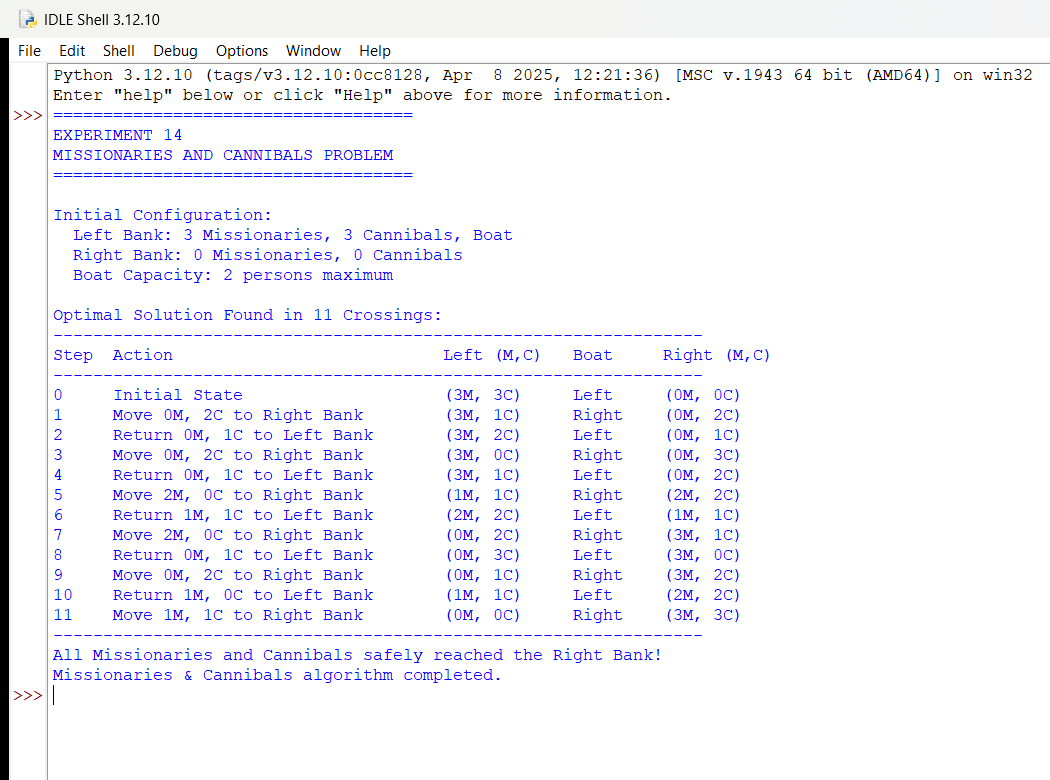 IDLE Shell 3.12.10
File Edit Shell Debug Options Window Help
Python 3.12.10 (tags/v3.12.10:0cc8128, Apr  8 2025, 12:21:36) [MSC v.1943 64 bit (AMD64)] on win32
Enter "help" below or click "Help" above for more information.
>>> ====================================
EXPERIMENT 14
MISSIONARIES AND CANNIBALS PROBLEM
====================================
Initial Configuration:
  Left Bank: 3 Missionaries, 3 Cannibals, Boat
  Right Bank: 0 Missionaries, 0 Cannibals
  Boat Capacity: 2 persons maximum
Optimal Solution Found in 11 Crossings:
-----------------------------------------------------------------
Step  Action                           Left (M,C)   Boat     Right (M,C)
-----------------------------------------------------------------
0     Initial State                    (3M, 3C)     Left     (0M, 0C)
1     Move 0M, 2C to Right Bank        (3M, 1C)     Right    (0M, 2C)
2     Return 0M, 1C to Left Bank       (3M, 2C)     Left     (0M, 1C)
3     Move 0M, 2C to Right Bank        (3M, 0C)     Right    (0M, 3C)
4     Return 0M, 1C to Left Bank       (3M, 1C)     Left     (0M, 2C)
5     Move 2M, 0C to Right Bank        (1M, 1C)     Right    (2M, 2C)
6     Return 1M, 1C to Left Bank       (2M, 2C)     Left     (1M, 1C)
7     Move 2M, 0C to Right Bank        (0M, 2C)     Right    (3M, 1C)
8     Return 0M, 1C to Left Bank       (0M, 3C)     Left     (3M, 0C)
9     Move 0M, 2C to Right Bank        (0M, 1C)     Right    (3M, 2C)
10    Return 1M, 0C to Left Bank       (1M, 1C)     Left     (2M, 2C)
11    Move 1M, 1C to Right Bank        (0M, 0C)     Right    (3M, 3C)
-----------------------------------------------------------------
All Missionaries and Cannibals safely reached the Right Bank!
Missionaries & Cannibals algorithm completed.
>>>